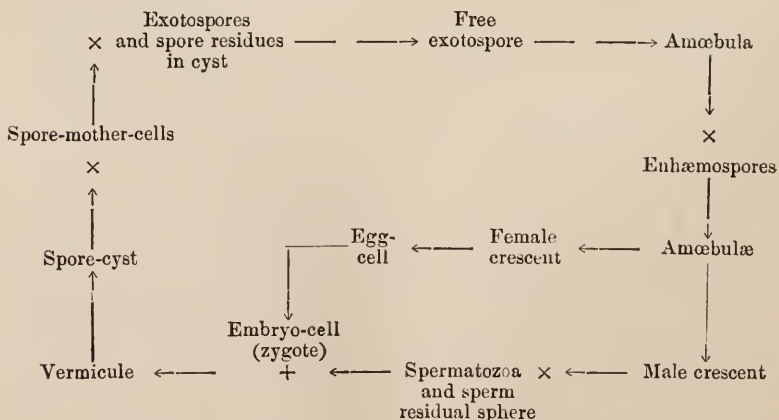 Exotospores
× and spore residues
in cyst
Free
exotospore
Amœbula
Spore-mother-cells
×
×
Enhæmospores
Spore-cyst
Egg-
cell
Female
crescent
Amœbulæ
Embryo-cell
(zygote)
+
Vermicule
Spermatozoa ×
and sperm
residual sphere
Male crescent